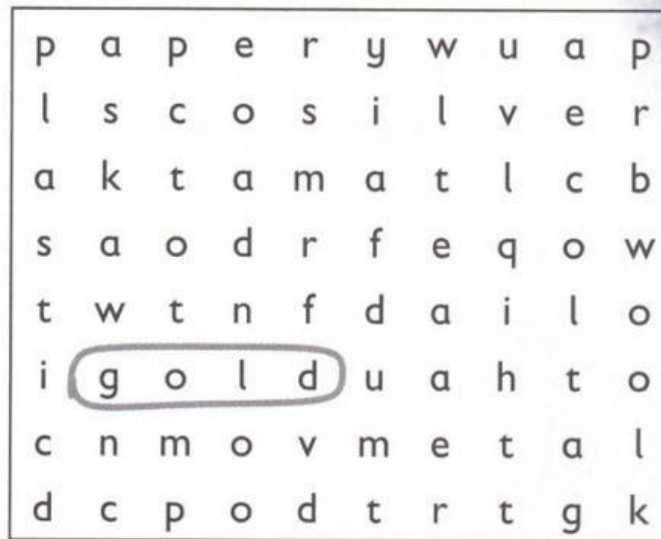 p a p e r y w u a p
l s c o s i l v e r
a k t a m a t l c b
s a o d r f e q o w
t w t n f d a i l o
i g o l d u a h t o
c n m o v m e t a l
d c p o d t r t g k